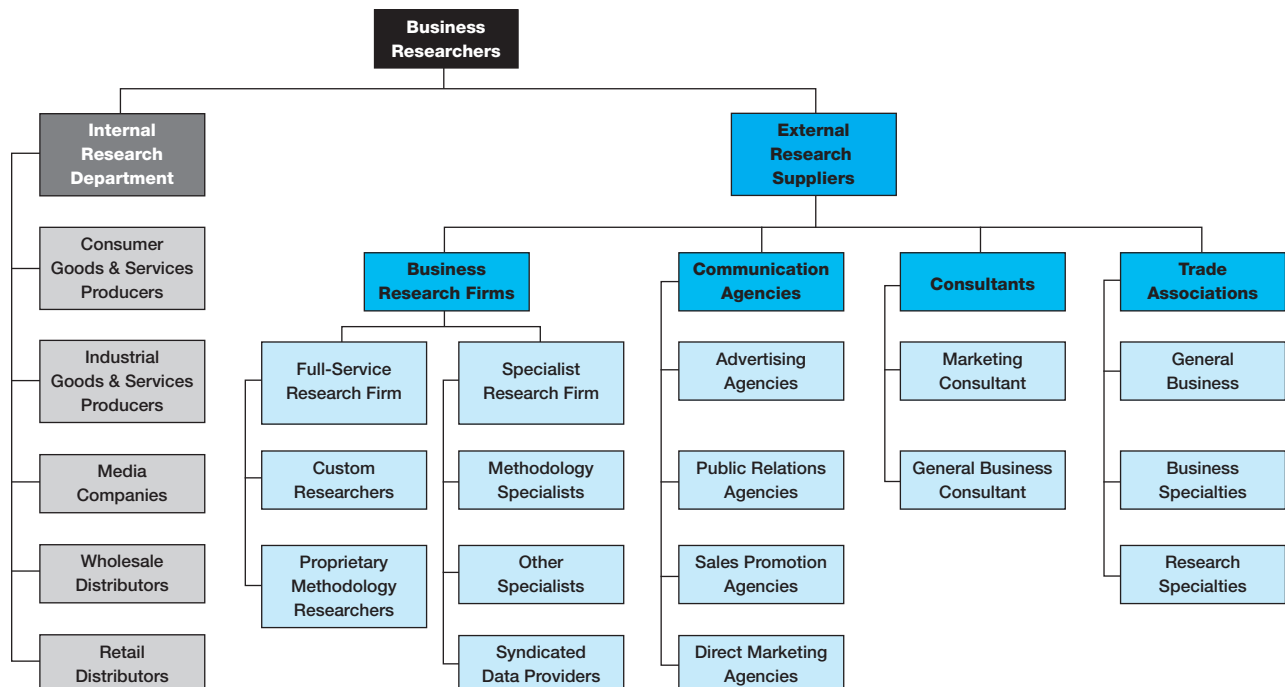 Business
Researchers
Internal
Research
Department
External
Research
Suppliers
Consumer
Goods & Services
Producers
Industrial
Goods & Services
Producers
Media
Companies
Wholesale
Distributors
Retail
Distributors
Business
Research Firms
Full-Service
Research Firm
Custom
Researchers
Proprietary
Methodology
Researchers
Specialist
Research Firm
Methodology
Specialists
Other
Specialists
Syndicated
Data Providers
Communication
Agencies
Advertising
Agencies
Public Relations
Agencies
Sales Promotion
Agencies
Direct Marketing
Agencies
Consultants
Marketing
Consultant
General Business
Consultant
Trade
Associations
General
Business
Business
Specialties
Research
Specialties